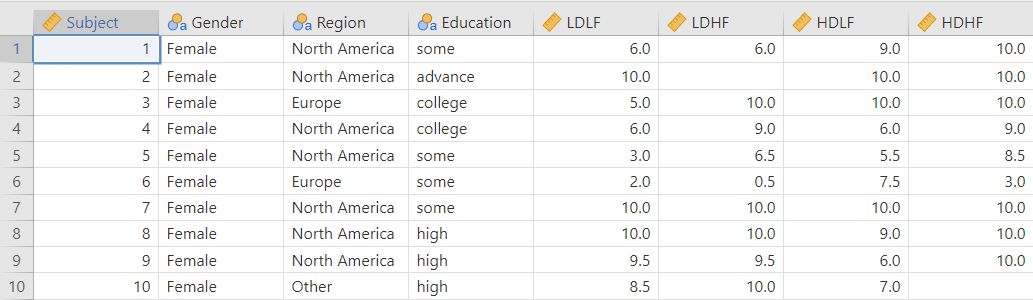 Subject Gender Region Education LDLF LDHF HDLF HDHF
1 1 Female North America some 6.0 6.0 9.0 10.0
2 2 Female North America advance 10.0 10.0 10.0
3 3 Female Europe college 5.0 10.0 10.0 10.0
4 4 Female North America college 6.0 9.0 6.0 9.0
5 5 Female North America some 3.0 6.5 5.5 8.5
6 6 Female Europe some 2.0 0.5 7.5 3.0
7 7 Female North America some 10.0 10.0 10.0 10.0
8 8 Female North America high 10.0 10.0 9.0 10.0
9 9 Female North America high 9.5 9.5 6.0 10.0
10 10 Female Other high 8.5 10.0 7.0